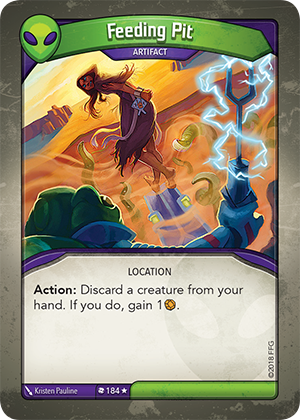 Feeding Pit
ARTIFACT
LOCATION
Action: Discard a creature from your
hand. If you do, gain 1.
Kristen Pauline
184 ★
©2018 FFG